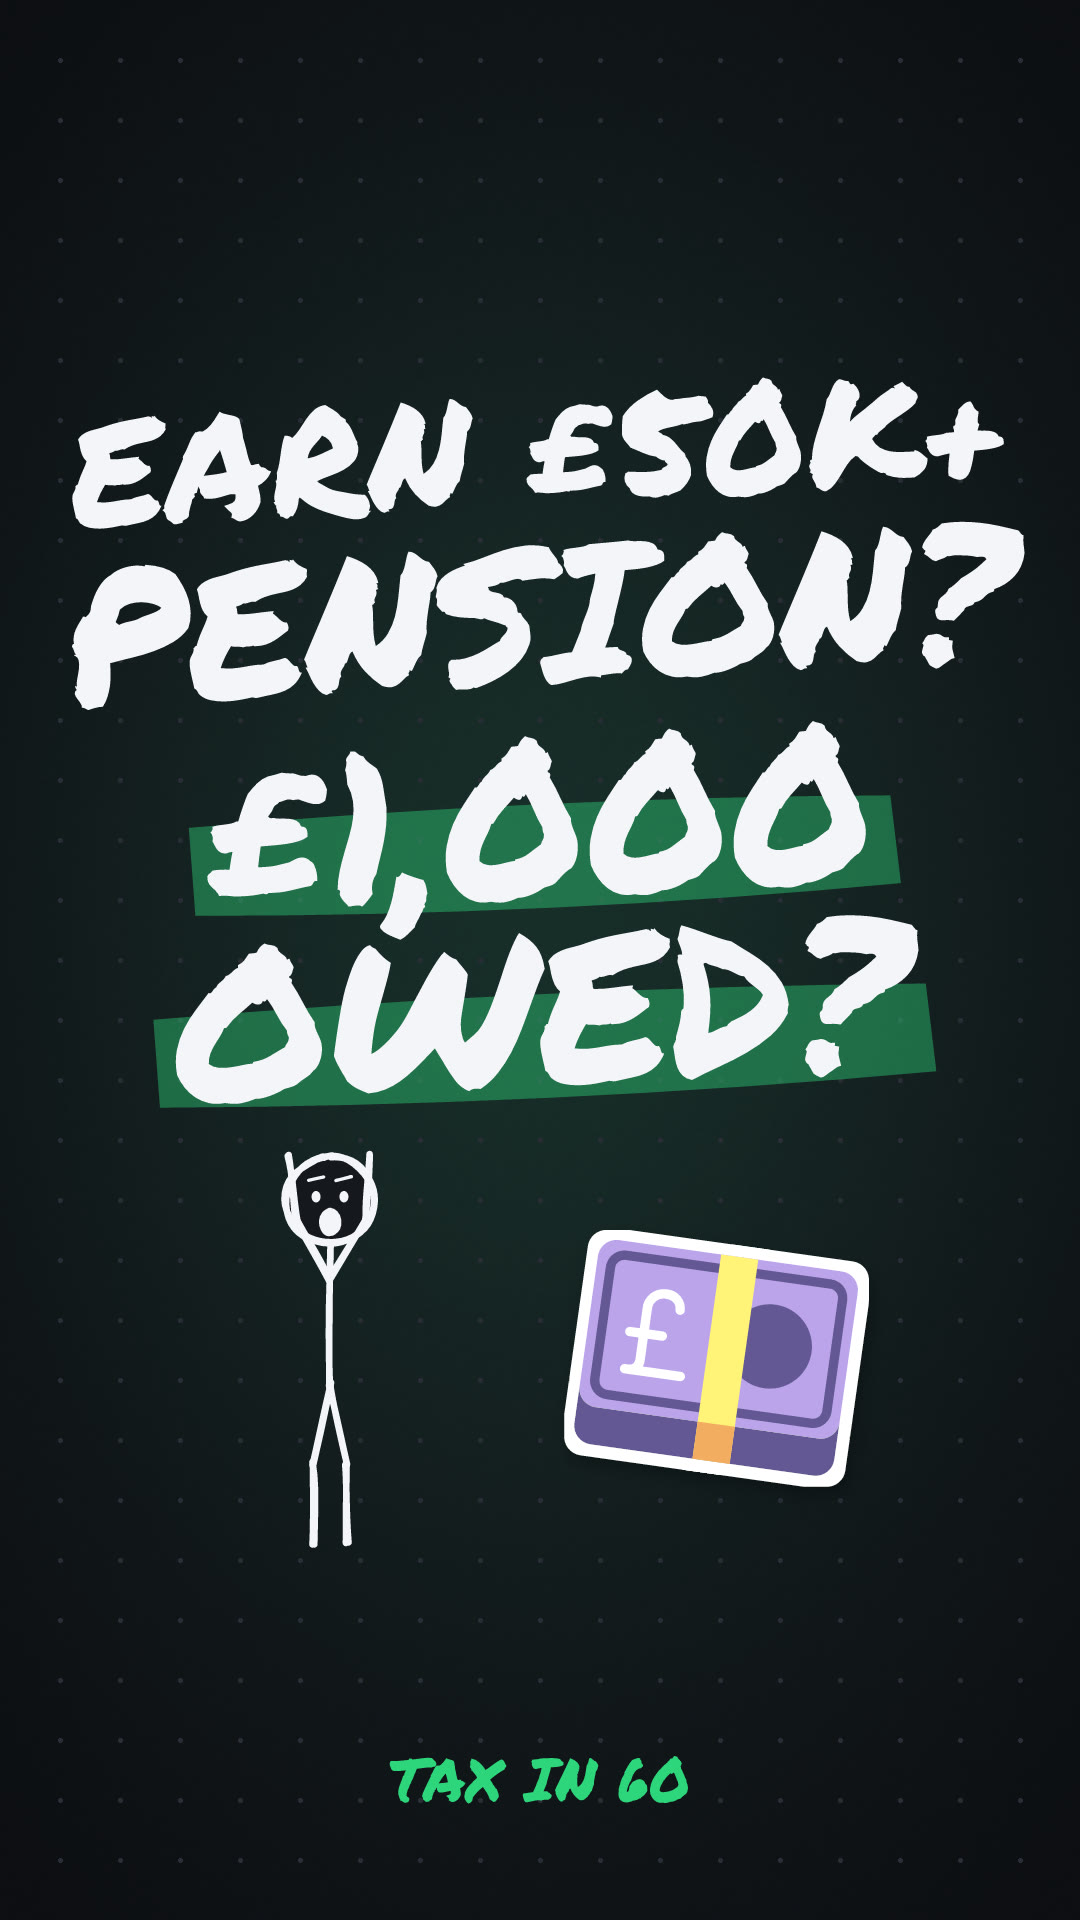 EARN £50K+
PENSION?
£1,000
OWED?
£
TAX IN 60